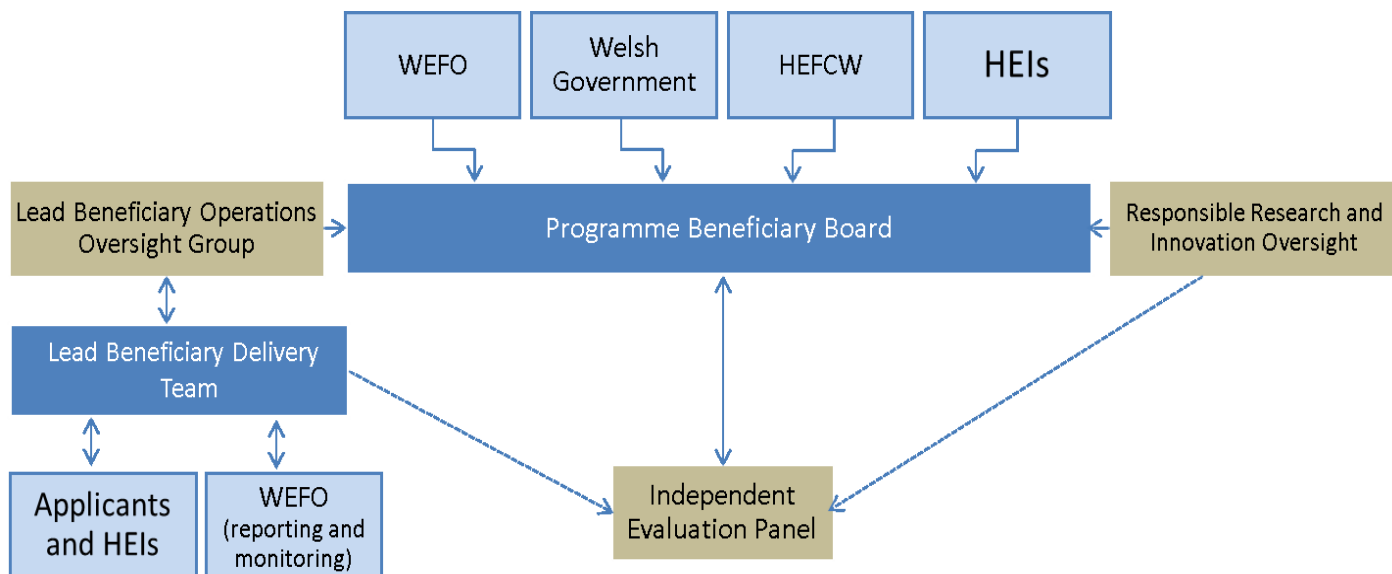 WEFO
Welsh
Government
HEFCW
HEIs
Lead Beneficiary Operations
Oversight Group
Programme Beneficiary Board
Responsible Research and
Innovation Oversight
Lead Beneficiary Delivery
Team
Applicants
and HEIs
WEFO
(reporting and
monitoring)
Independent
Evaluation Panel